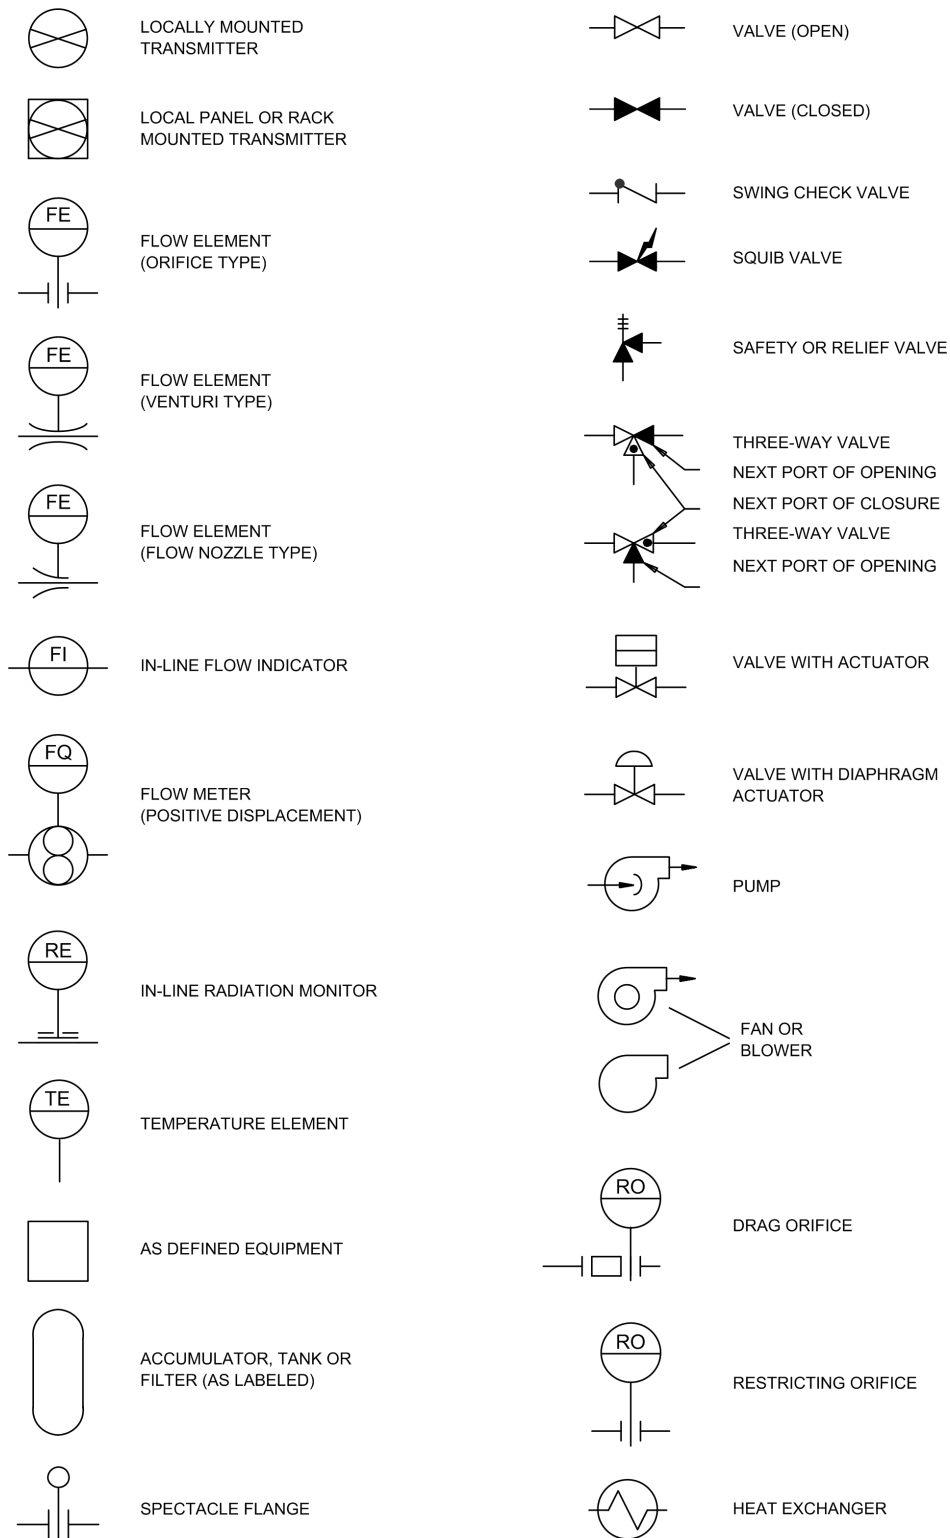 LOCALLY MOUNTED
TRANSMITTER
LOCAL PANEL OR RACK
MOUNTED TRANSMITTER
FE
FLOW ELEMENT
(ORIFICE TYPE)
FE
FLOW ELEMENT
(VENTURI TYPE)
FE
FLOW ELEMENT
(FLOW NOZZLE TYPE)
FI
IN-LINE FLOW INDICATOR
FQ
FLOW METER
(POSITIVE DISPLACEMENT)
RE
IN-LINE RADIATION MONITOR
TE
TEMPERATURE ELEMENT
AS DEFINED EQUIPMENT
ACCUMULATOR, TANK OR
FILTER (AS LABELED)
SPECTACLE FLANGE
VALVE (OPEN)
VALVE (CLOSED)
SWING CHECK VALVE
SQUIB VALVE
SAFETY OR RELIEF VALVE
THREE-WAY VALVE
NEXT PORT OF OPENING
NEXT PORT OF CLOSURE
THREE-WAY VALVE
NEXT PORT OF OPENING
VALVE WITH ACTUATOR
VALVE WITH DIAPHRAGM
ACTUATOR
PUMP
FAN OR
BLOWER
RO
DRAG ORIFICE
RO
RESTRICTING ORIFICE
HEAT EXCHANGER